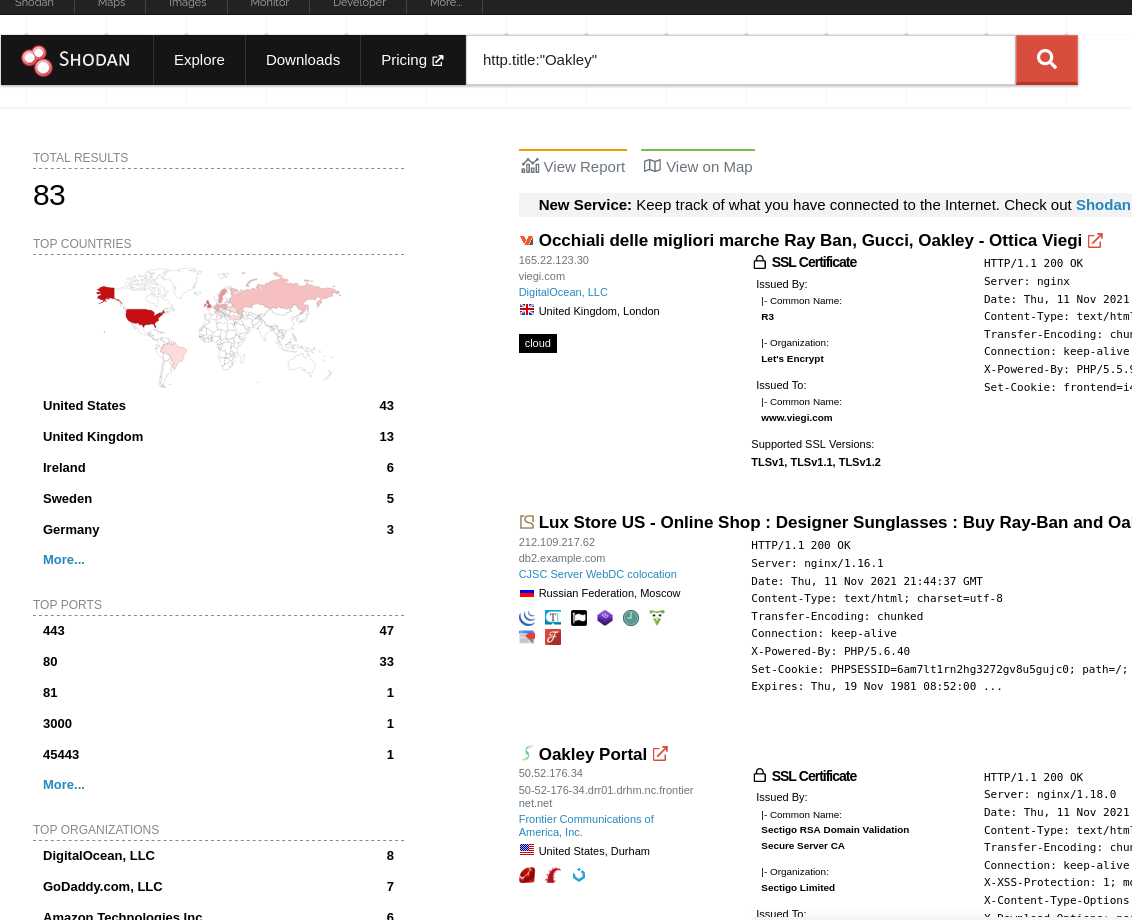 Shodan Maps Images Monitor Developer More...
SHODAN Explore Downloads Pricing http.title:"Oakley"
TOTAL RESULTS
83
TOP COUNTRIES
United States 43
United Kingdom 13
Ireland 6
Sweden 5
Germany 3
More...
TOP PORTS
443 47
80 33
81 1
3000 1
45443 1
More...
TOP ORGANIZATIONS
DigitalOcean, LLC 8
GoDaddy.com, LLC 7
Amazon Technologies Inc. 6
View Report View on Map
New Service: Keep track of what you have connected to the Internet. Check out Shodan
Occhiali delle migliori marche Ray Ban, Gucci, Oakley - Ottica Viegi
165.22.123.30
viegi.com
DigitalOcean, LLC
United Kingdom, London
cloud
SSL Certificate
Issued By:
|- Common Name:
R3
|- Organization:
Let's Encrypt
Issued To:
|- Common Name:
www.viegi.com
Supported SSL Versions:
TLSv1, TLSv1.1, TLSv1.2
HTTP/1.1 200 OK
Server: nginx
Date: Thu, 11 Nov 2021
Content-Type: text/html
Transfer-Encoding: chun
Connection: keep-alive
X-Powered-By: PHP/5.5.9
Set-Cookie: frontend=i4
Lux Store US - Online Shop : Designer Sunglasses : Buy Ray-Ban and Oa
212.109.217.62
db2.example.com
CJSC Server WebDC colocation
Russian Federation, Moscow
HTTP/1.1 200 OK
Server: nginx/1.16.1
Date: Thu, 11 Nov 2021 21:44:37 GMT
Content-Type: text/html; charset=utf-8
Transfer-Encoding: chunked
Connection: keep-alive
X-Powered-By: PHP/5.6.40
Set-Cookie: PHPSESSID=6am7lt1rn2hg3272gv8u5gujc0; path=/;
Expires: Thu, 19 Nov 1981 08:52:00 ...
Oakley Portal
50.52.176.34
50-52-176-34.drr01.drhm.nc.frontier
net.net
Frontier Communications of
America, Inc.
United States, Durham
SSL Certificate
Issued By:
|- Common Name:
Sectigo RSA Domain Validation
Secure Server CA
|- Organization:
Sectigo Limited
Issued To:
HTTP/1.1 200 OK
Server: nginx/1.18.0
Date: Thu, 11 Nov 2021
Content-Type: text/html
Transfer-Encoding: chun
Connection: keep-alive
X-XSS-Protection: 1; mo
X-Content-Type-Options
X-Download-Options: no